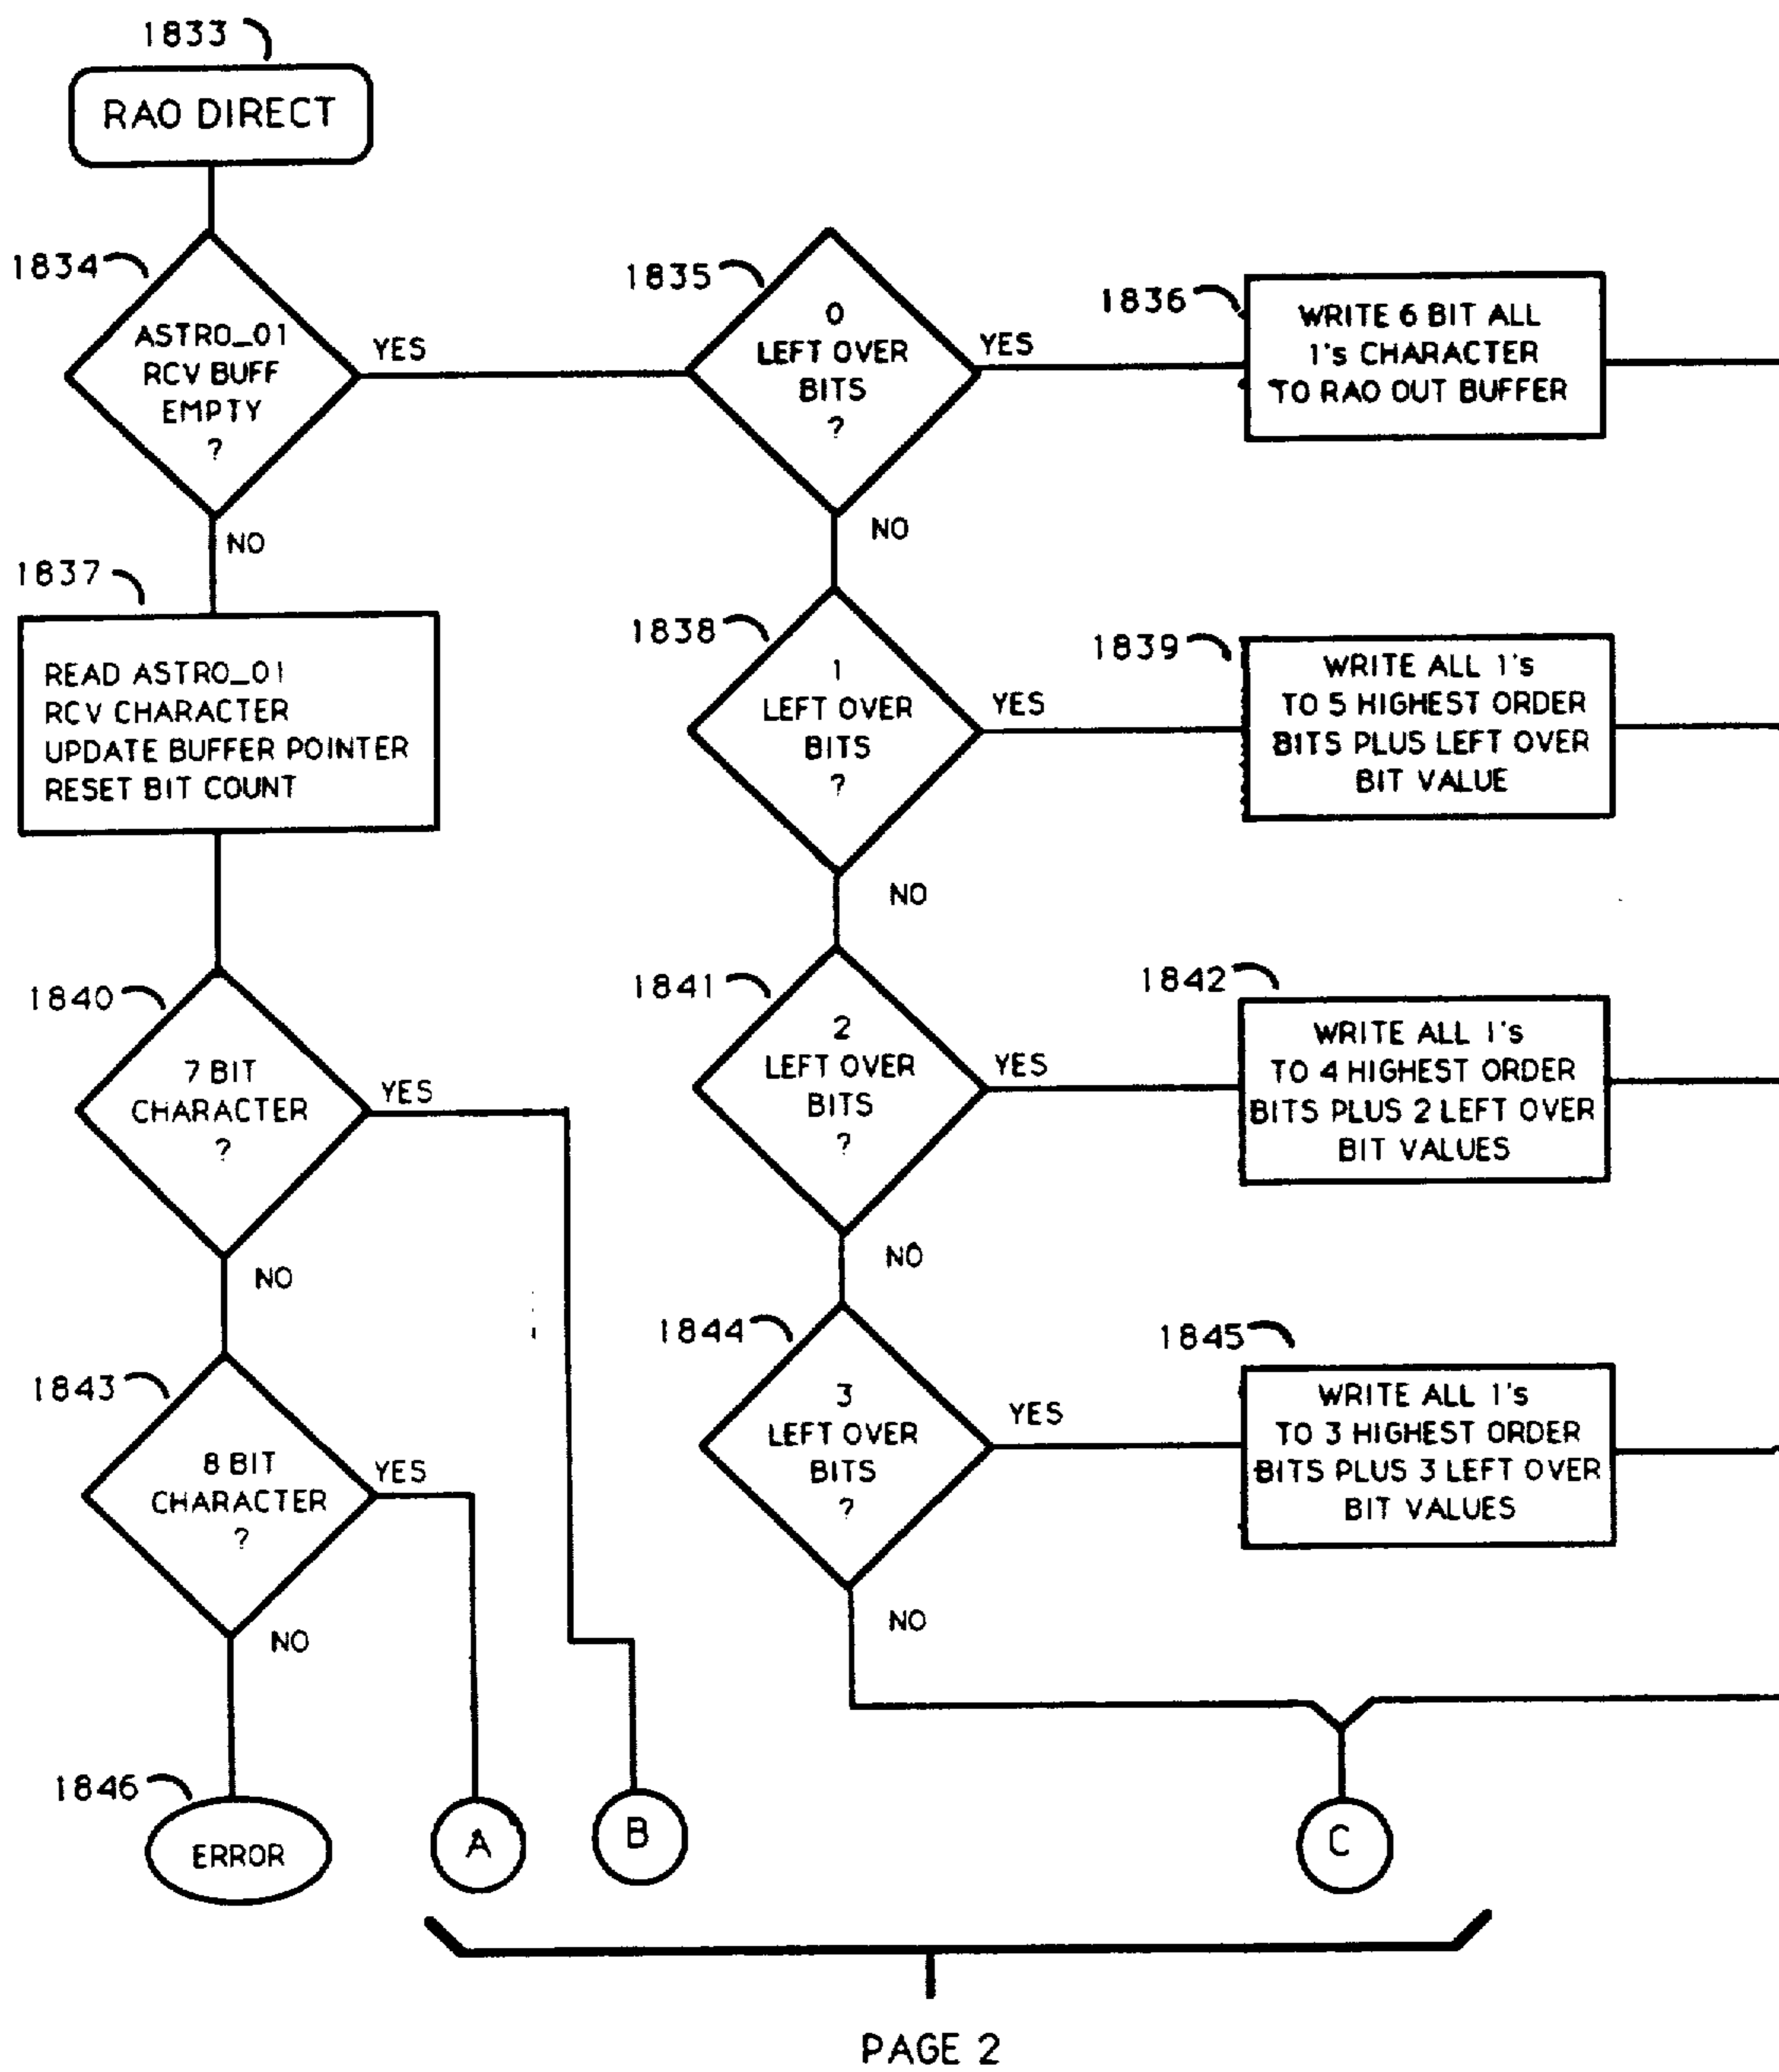 1833
RAO DIRECT
1834
ASTRO_01
RCV BUFF
EMPTY
?
YES
NO
1835
0
LEFT OVER
BITS
?
YES
NO
1836
WRITE 6 BIT ALL
1's CHARACTER
TO RAO OUT BUFFER
1837
READ ASTRO_01
RCV CHARACTER
UPDATE BUFFER POINTER
RESET BIT COUNT
1838
1
LEFT OVER
BITS
?
YES
NO
1839
WRITE ALL 1's
TO 5 HIGHEST ORDER
BITS PLUS LEFT OVER
BIT VALUE
1840
7 BIT
CHARACTER
?
YES
NO
1841
2
LEFT OVER
BITS
?
YES
NO
1842
WRITE ALL 1's
TO 4 HIGHEST ORDER
BITS PLUS 2 LEFT OVER
BIT VALUES
1843
8 BIT
CHARACTER
?
YES
NO
1844
3
LEFT OVER
BITS
?
YES
NO
1845
WRITE ALL 1's
TO 3 HIGHEST ORDER
BITS PLUS 3 LEFT OVER
BIT VALUES
1846
ERROR
A
B
C
PAGE 2